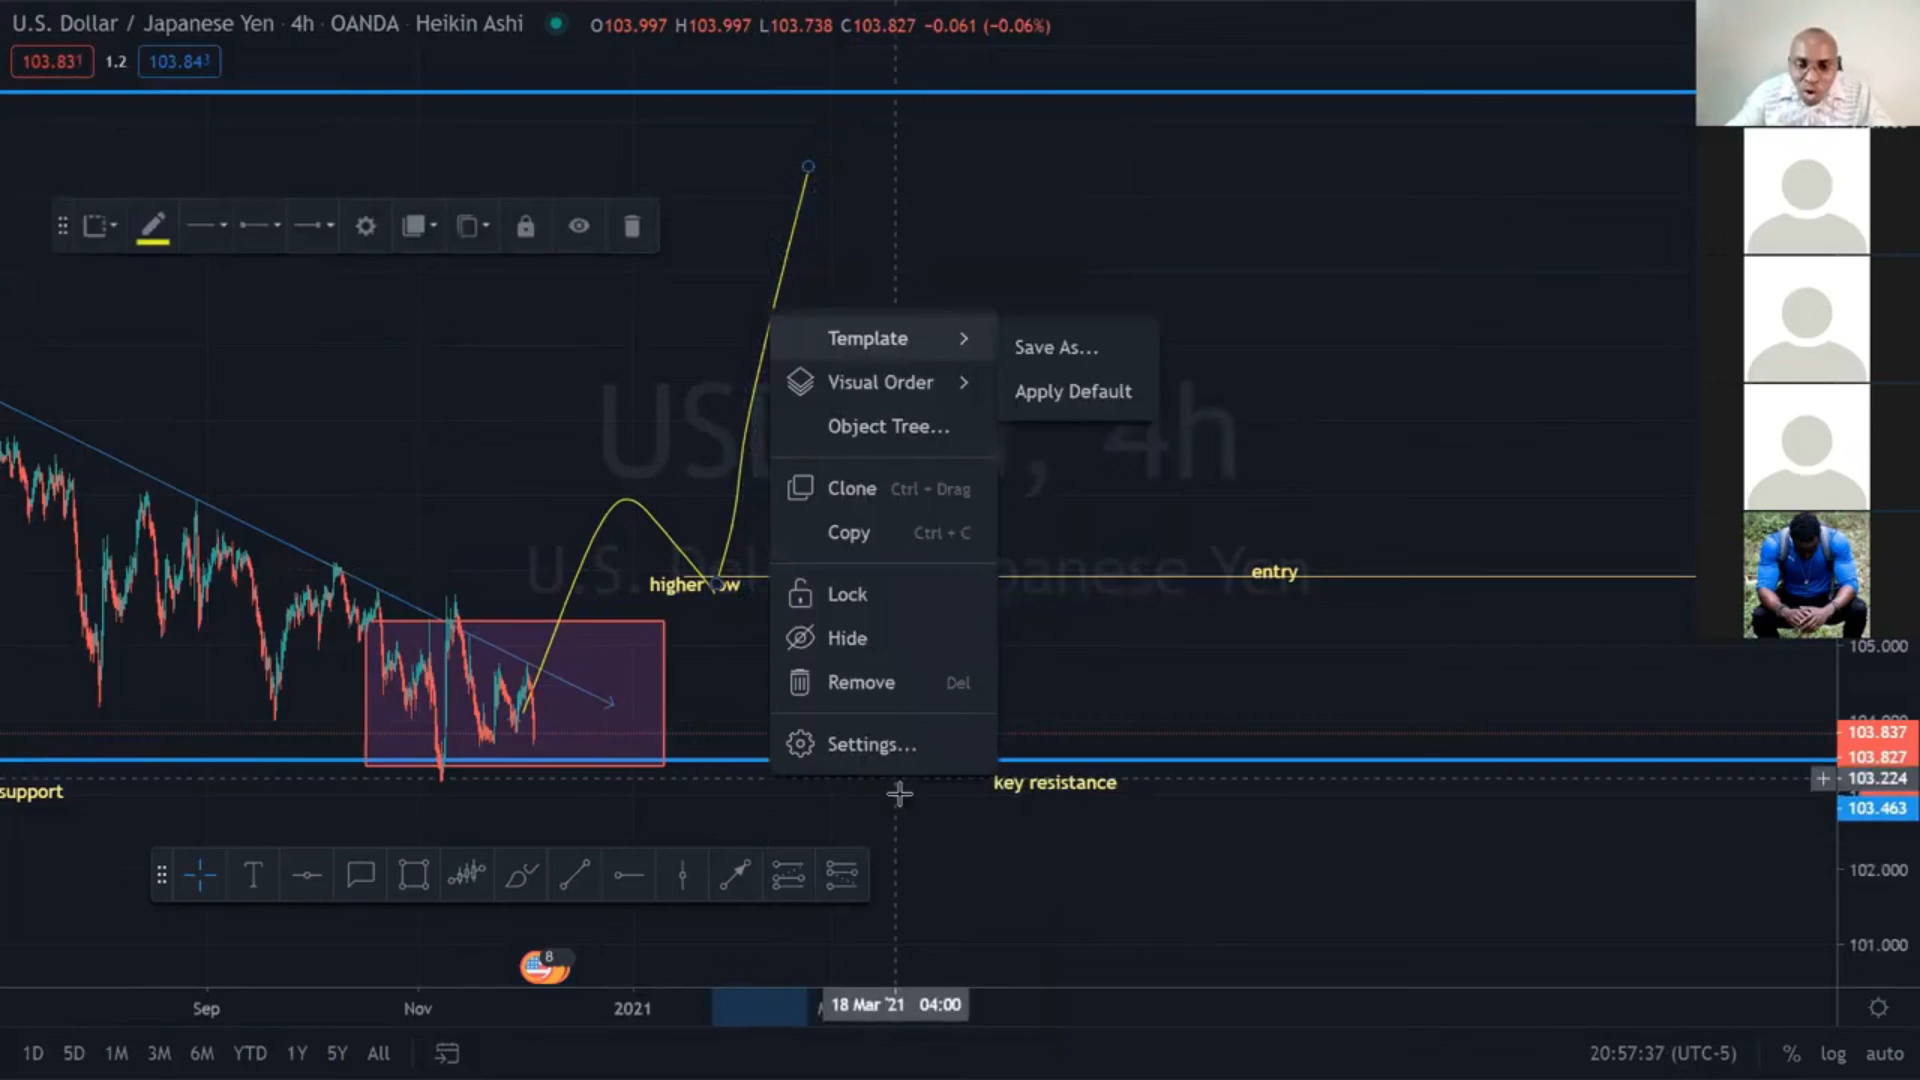 U.S. Dollar / Japanese Yen · 4h · OANDA · Heikin Ashi O103.997 H103.997 L103.738 C103.827 −0.061 (−0.06%)
103.831 1.2 103.843
Template
Save As...
Visual Order
Apply Default
Object Tree...
Clone Ctrl + Drag
Copy Ctrl + C
, 4h
higher
entry
Lock
Hide
105.000
Remove Del
103.837
Settings...
103.827
103.224
key resistance
support
103.463
T
102.000
101.000
8
Sep Nov 2021 18 Mar '21 04:00
1D 5D 1M 3M 6M YTD 1Y 5Y All 20:57:37 (UTC-5) % log auto